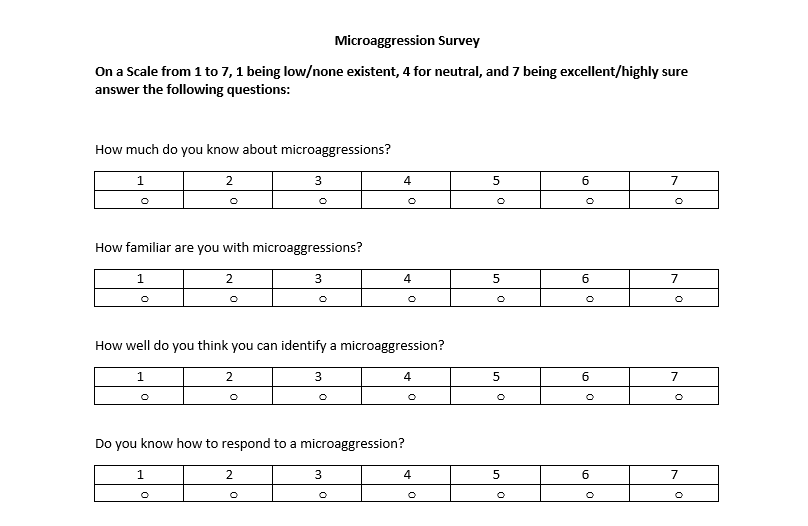 Microaggression Survey
On a Scale from 1 to 7, 1 being low/none existent, 4 for neutral, and 7 being excellent/highly sure
answer the following questions:
How much do you know about microaggressions?
1 2 3 4 5 6 7
How familiar are you with microaggressions?
1 2 3 4 5 6 7
How well do you think you can identify a microaggression?
1 2 3 4 5 6 7
Do you know how to respond to a microaggression?
1 2 3 4 5 6 7